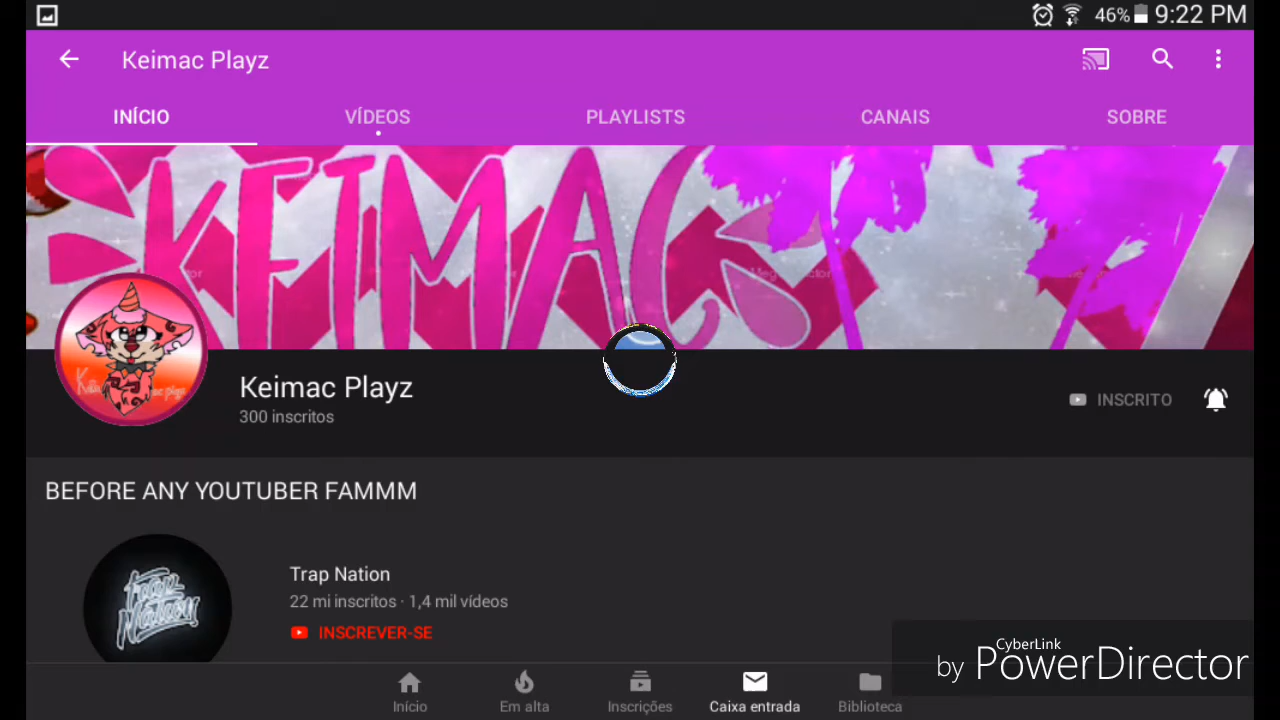 46% 9:22 PM
Keimac Playz
INÍCIO VÍDEOS PLAYLISTS CANAIS SOBRE
KEIMAC
Keimac Playz
300 inscritos
INSCRITO
BEFORE ANY YOUTUBER FAMMM
Trap Nation
Trap Nation
22 mi inscritos · 1,4 mil vídeos
INSCREVER-SE
CyberLink
by PowerDirector
Início Em alta Inscrições Caixa entrada Biblioteca